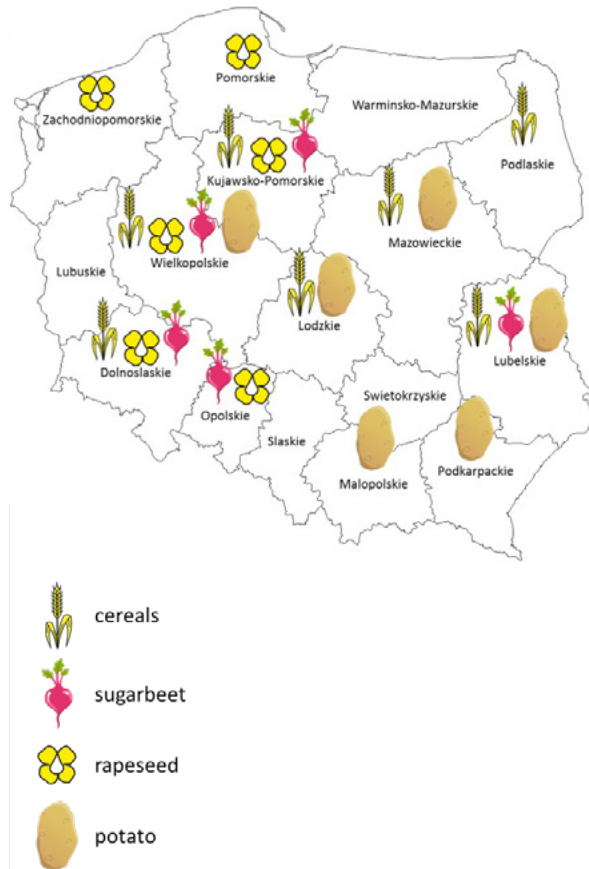 Pomorskie
Warminsko-Mazurskie
Zachodniopomorskie
Podlaskie
Kujawsko-Pomorskie
Mazowieckie
Wielkopolskie
Lubuskie
Lodzkie
Lubelskie
Dolnoslaskie
Swietokrzyskie
Opolskie
Slaskie
Podkarpackie
Malopolskie
cereals
sugarbeet
rapeseed
potato